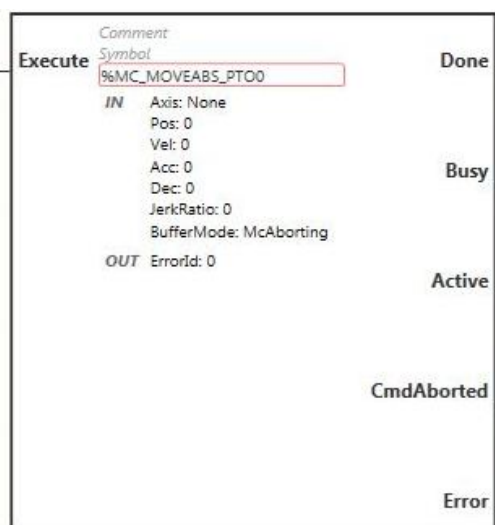 Comment
Execute Symbol Done
%MC_MOVEABS_PTO0
IN Axis: None
Pos: 0
Vel: 0
Busy
Acc: 0
Dec: 0
JerkRatio: 0
BufferMode: McAborting
OUT ErrorId: 0
Active
CmdAborted
Error